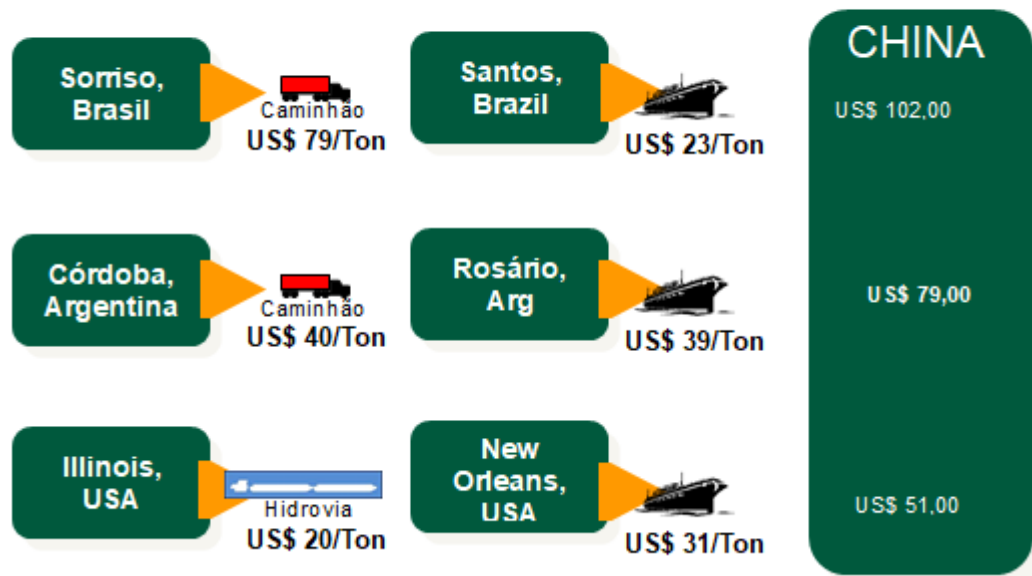 Sorriso,
Brasil
Caminhão
US$ 79/Ton
Santos,
Brazil
US$ 23/Ton
CHINA
US$ 102,00
Córdoba,
Argentina
Caminhão
US$ 40/Ton
Rosário,
Arg
US$ 39/Ton
US$ 79,00
Illinois,
USA
Hidrovia
US$ 20/Ton
New
Orleans,
USA
US$ 31/Ton
US$ 51,00